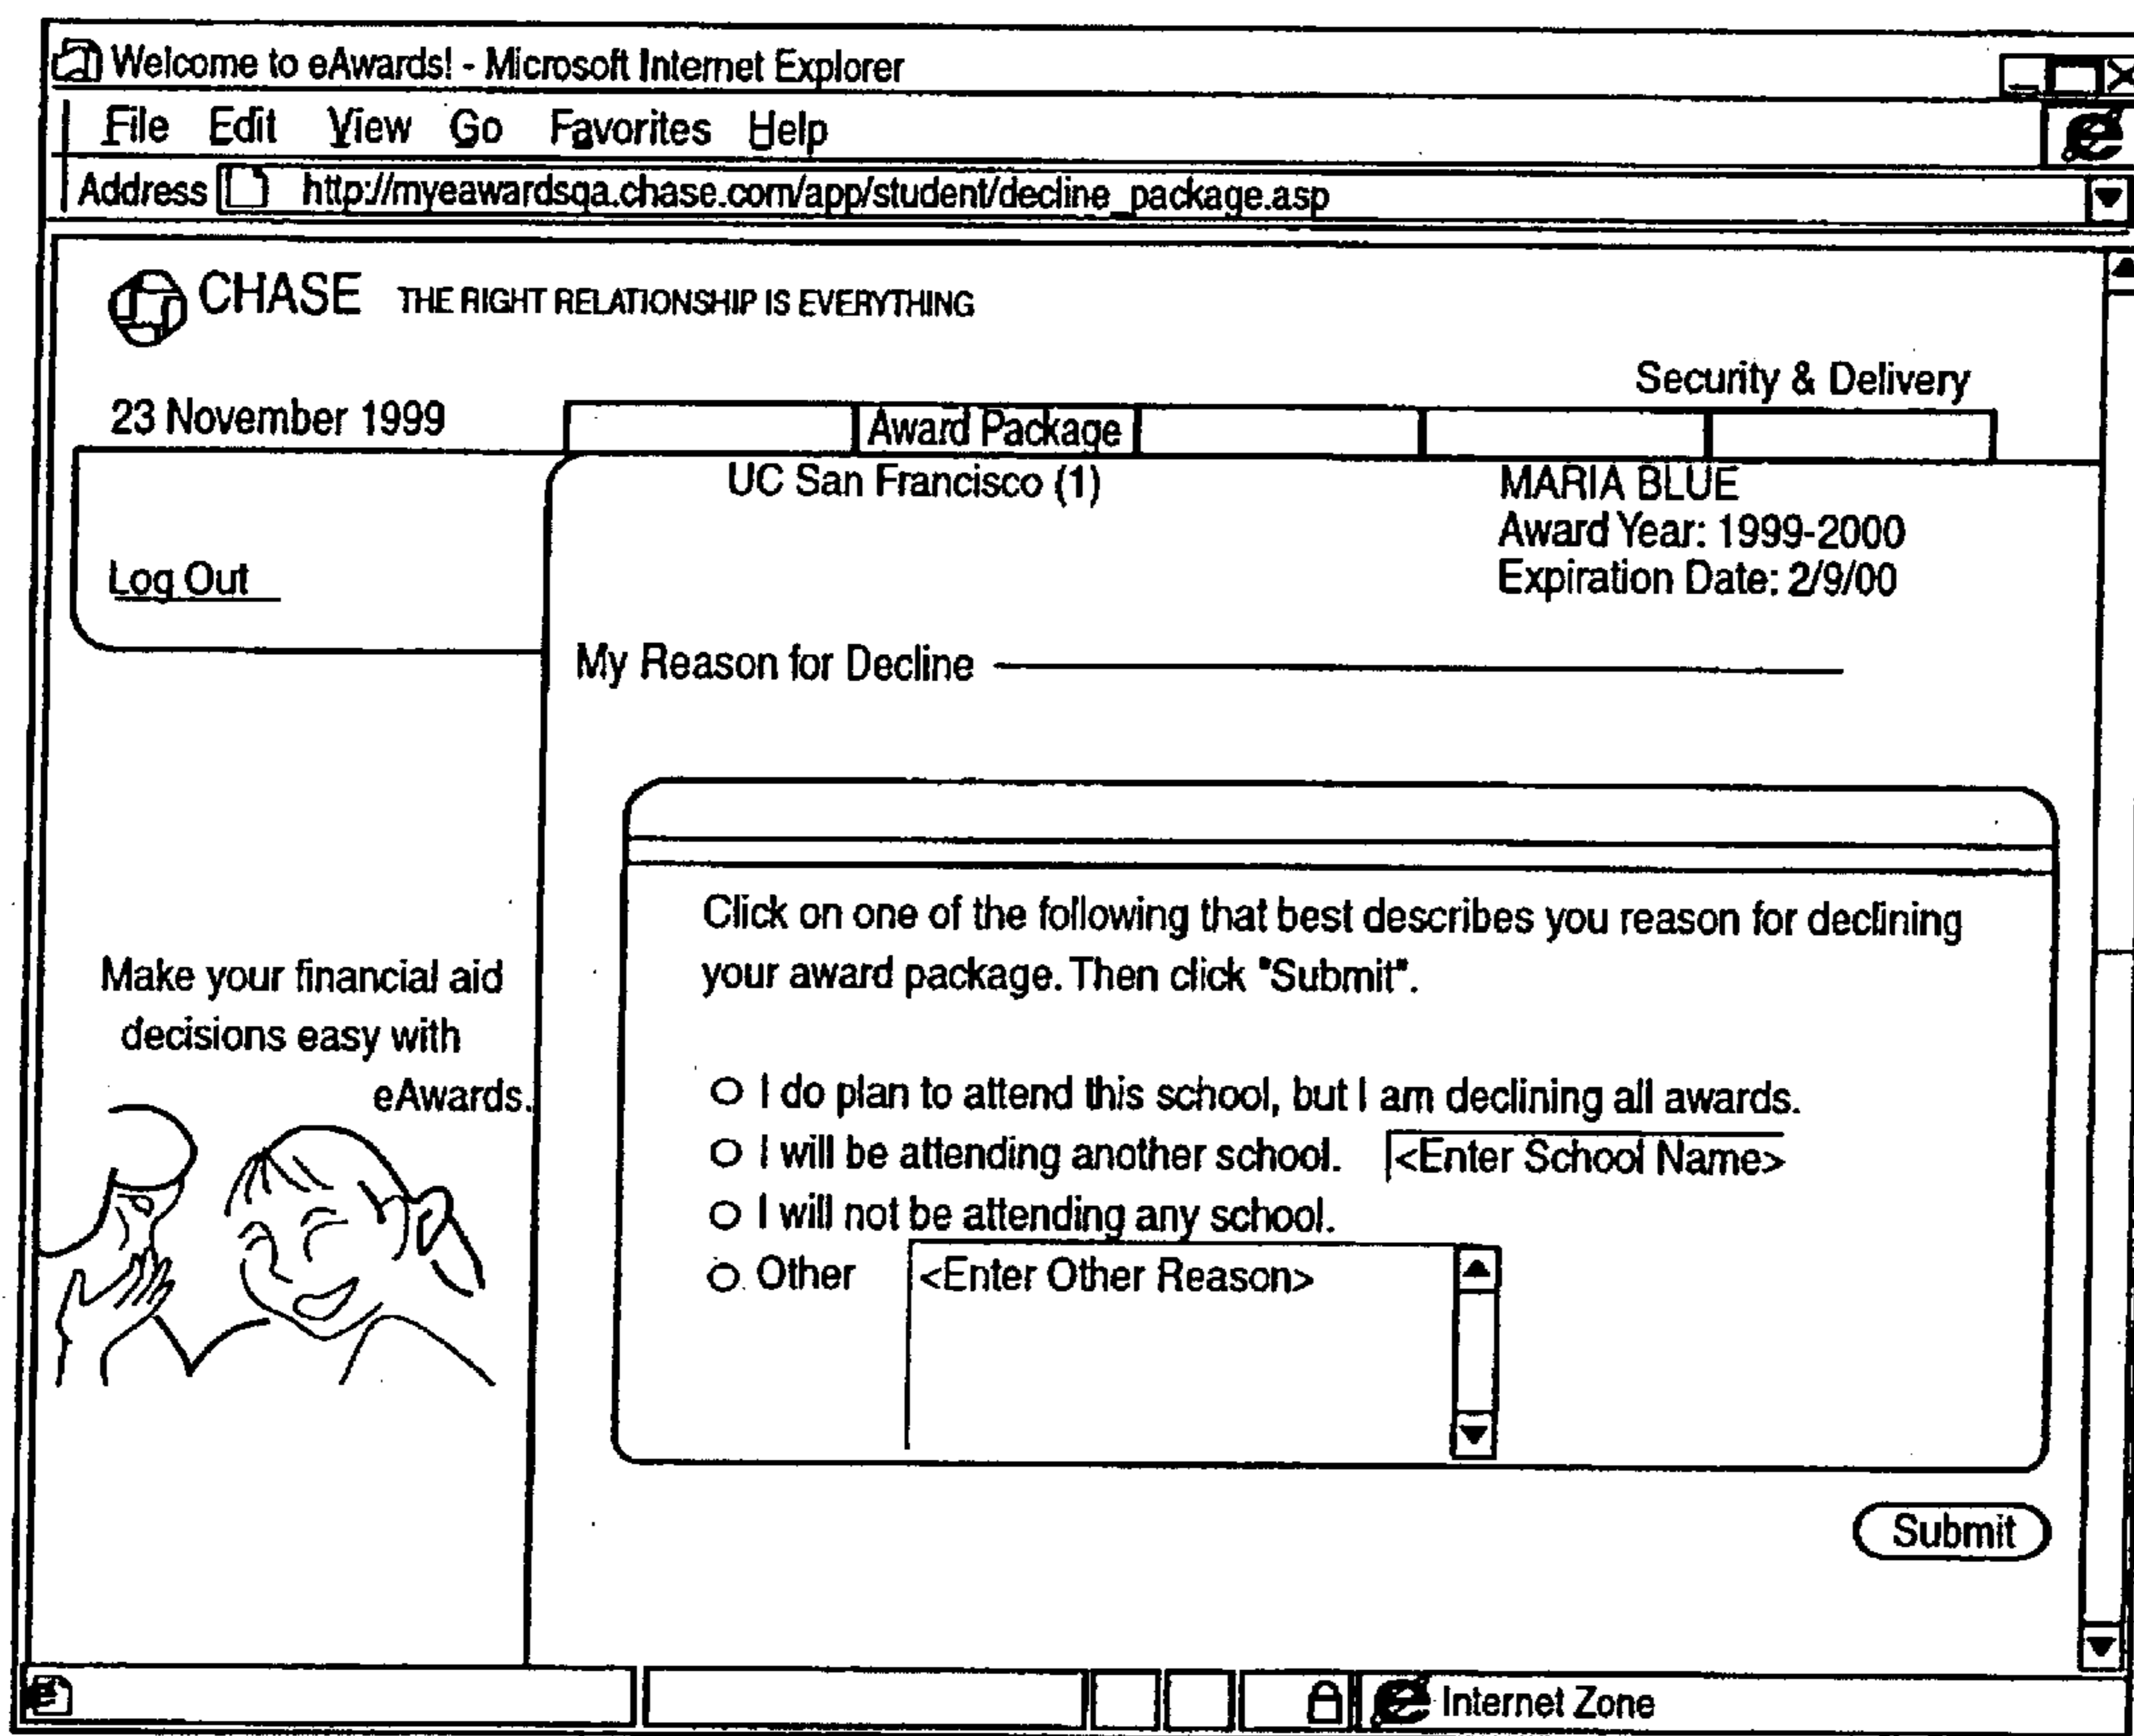 Welcome to eAwards! - Microsoft Internet Explorer
File Edit View Go Favorites Help
Address http://myeawardsqa.chase.com/app/student/decline_package.asp
CHASE THE RIGHT RELATIONSHIP IS EVERYTHING
Security & Delivery
23 November 1999
Award Package
UC San Francisco (1)
MARIA BLUE
Award Year: 1999-2000
Expiration Date: 2/9/00
Log Out
My Reason for Decline
Click on one of the following that best describes you reason for declining
your award package. Then click "Submit".
I do plan to attend this school, but I am declining all awards.
I will be attending another school. <Enter School Name>
I will not be attending any school.
Other <Enter Other Reason>
Submit
Make your financial aid
decisions easy with
eAwards.
Internet Zone